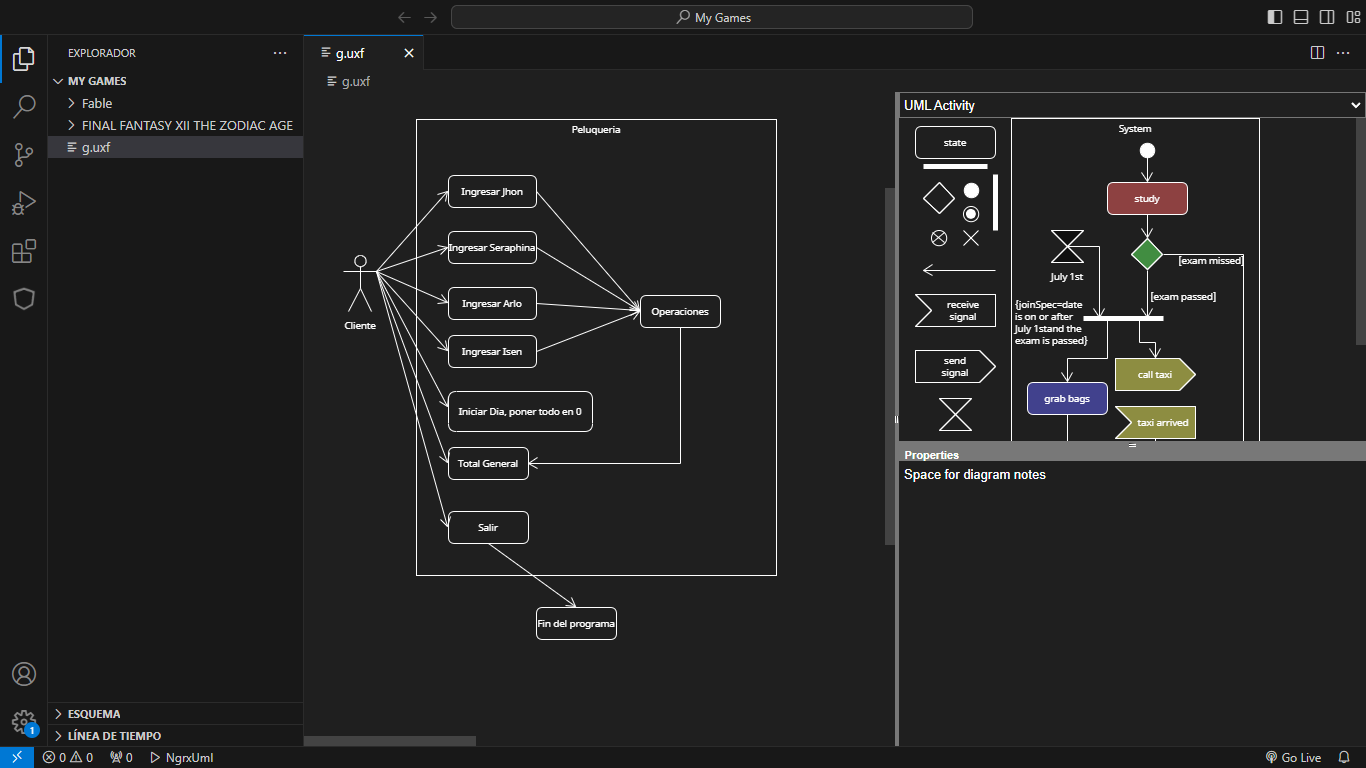 My Games
EXPLORADOR
MY GAMES
Fable
FINAL FANTASY XII THE ZODIAC AGE
g.uxf
ESQUEMA
LÍNEA DE TIEMPO
g.uxf
g.uxf
Peluqueria
Ingresar Jhon
Ingresar Seraphina
Ingresar Arlo
Operaciones
Cliente
Ingresar Isen
Iniciar Dia, poner todo en 0
Total General
Salir
Fin del programa
UML Activity
state
receive
signal
send
signal
System
study
July 1st
[exam missed]
[exam passed]
{joinSpec=date
is on or after
July 1stand the
exam is passed}
call taxi
grab bags
taxi arrived
Properties
Space for diagram notes
1
0 0 0 NgrxUml
Go Live